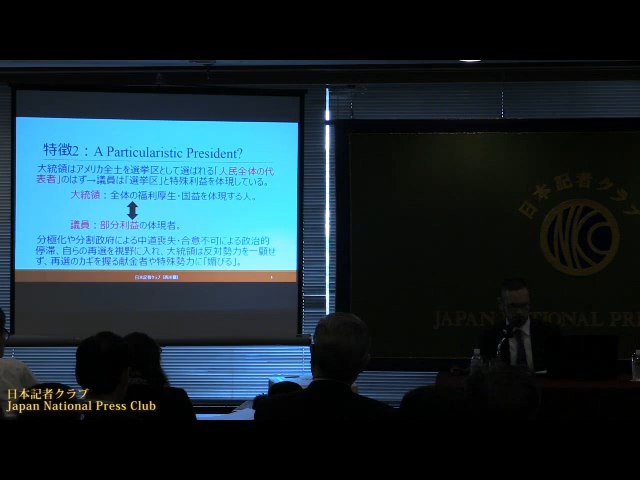 特徴2：A Particularistic President?
大統領はアメリカ全土を選挙区として選ばれる「人民全体の代
表者」のはず→議員は「選挙区」と特殊利益を体現している。
大統領：全体の福利厚生・国益を体現する人。
議員：部分利益の体現者。
分極化や分割政府による中道喪失・合意不可による政治的
停滞、自らの再選を視野に入れ、大統領は反対勢力を一顧せ
ず、再選のカギを握る献金者や特殊勢力に「媚びる」。
日本記者クラブ
JAPAN NATIONAL PRE
日本記者クラブ
Japan National Press Club